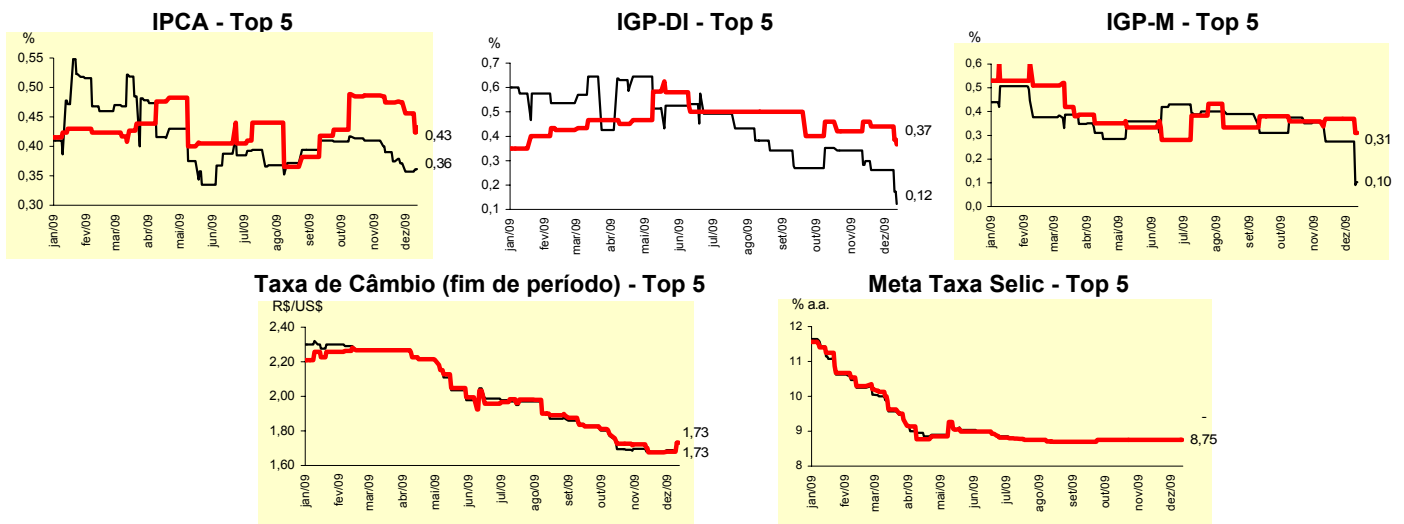 IPCA - Top 5
%
0,55
0,50
0,45
0,40
0,35
0,30
0,43
0,36
jan/09
fev/09
mar/09
abr/09
mai/09
jun/09
jul/09
ago/09
set/09
out/09
nov/09
dez/09
IGP-DI - Top 5
%
0,7
0,6
0,5
0,4
0,3
0,2
0,1
0,37
0,12
jan/09
fev/09
mar/09
abr/09
mai/09
jun/09
jul/09
ago/09
set/09
out/09
nov/09
dez/09
IGP-M - Top 5
%
0,6
0,5
0,4
0,3
0,2
0,1
0,0
0,31
0,10
jan/09
fev/09
mar/09
abr/09
mai/09
jun/09
jul/09
ago/09
set/09
out/09
nov/09
dez/09
Taxa de Câmbio (fim de período) - Top 5
R$/US$
2,40
2,20
2,00
1,80
1,60
1,73
1,73
jan/09
fev/09
mar/09
abr/09
mai/09
jun/09
jul/09
ago/09
set/09
out/09
nov/09
dez/09
Meta Taxa Selic - Top 5
% a.a.
12
11
10
9
8
-
8,75
jan/09
fev/09
mar/09
abr/09
mai/09
jun/09
jul/09
ago/09
set/09
out/09
nov/09
dez/09